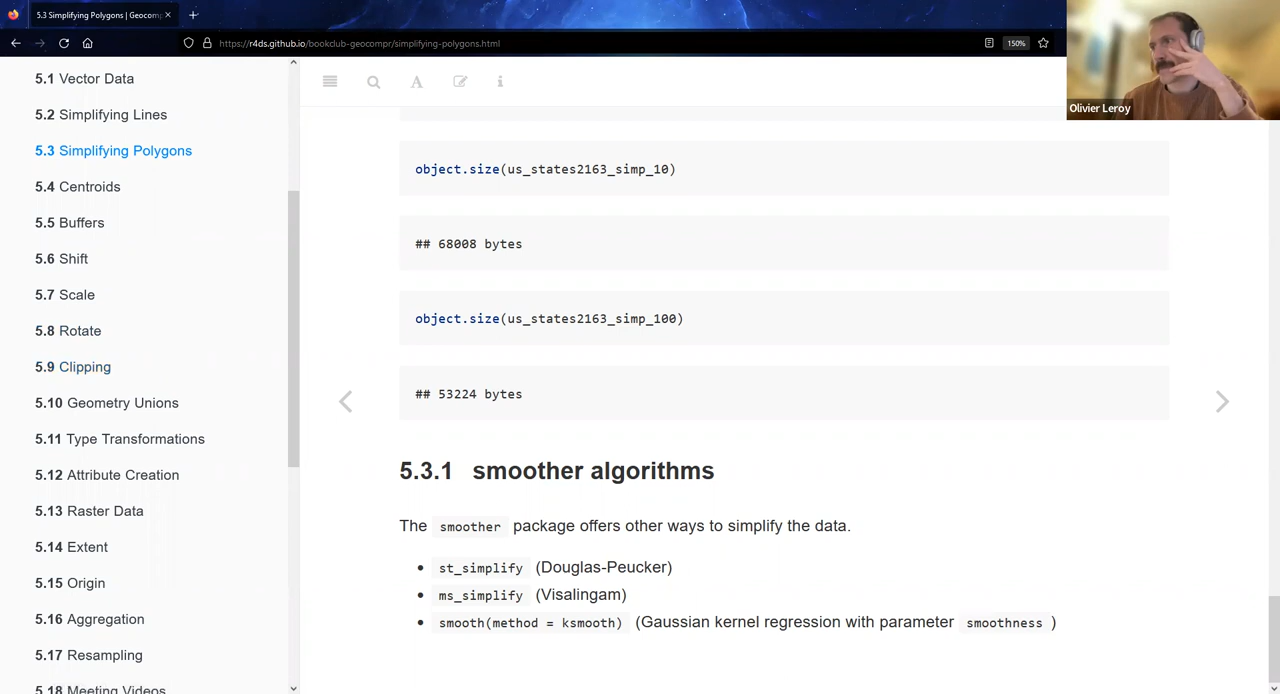 5.3 Simplifying Polygons | Geocomp
https://r4ds.github.io/bookclub-geocompr/simplifying-polygons.html
150%
Olivier Leroy
5.1 Vector Data
5.2 Simplifying Lines
5.3 Simplifying Polygons
5.4 Centroids
5.5 Buffers
5.6 Shift
5.7 Scale
5.8 Rotate
5.9 Clipping
5.10 Geometry Unions
5.11 Type Transformations
5.12 Attribute Creation
5.13 Raster Data
5.14 Extent
5.15 Origin
5.16 Aggregation
5.17 Resampling
5.18 Meeting Videos
object.size(us_states2163_simp_10)
## 68008 bytes
object.size(us_states2163_simp_100)
## 53224 bytes
5.3.1 smoother algorithms
The smoother package offers other ways to simplify the data.
• st_simplify (Douglas-Peucker)
• ms_simplify (Visalingam)
• smooth(method = ksmooth) (Gaussian kernel regression with parameter smoothness )